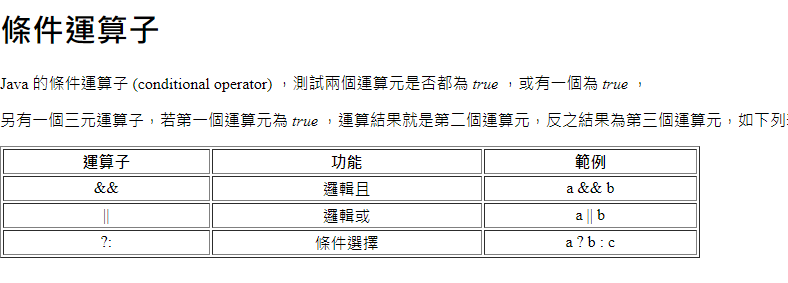 條件運算子
Java 的條件運算子 (conditional operator) ，測試兩個運算元是否都為 true ，或有一個為 true ，
另有一個三元運算子，若第一個運算元為 true ，運算結果就是第二個運算元，反之結果為第三個運算元，如下列
運算子 功能 範例
&& 邏輯且 a && b
|| 邏輯或 a || b
?: 條件選擇 a ? b : c